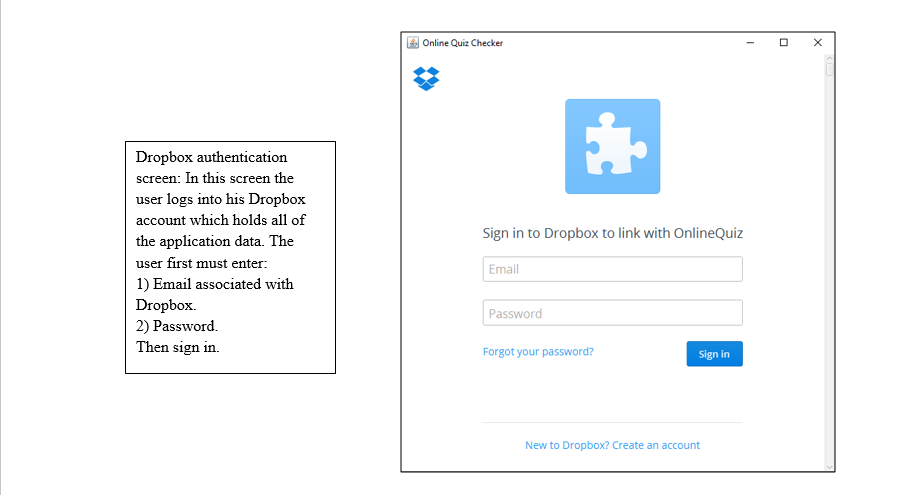 Dropbox authentication
screen: In this screen the
user logs into his Dropbox
account which holds all of
the application data. The
user first must enter:
1) Email associated with
Dropbox.
2) Password.
Then sign in.
Online Quiz Checker
Sign in to Dropbox to link with OnlineQuiz
Email
Password
Forgot your password?
Sign in
New to Dropbox? Create an account